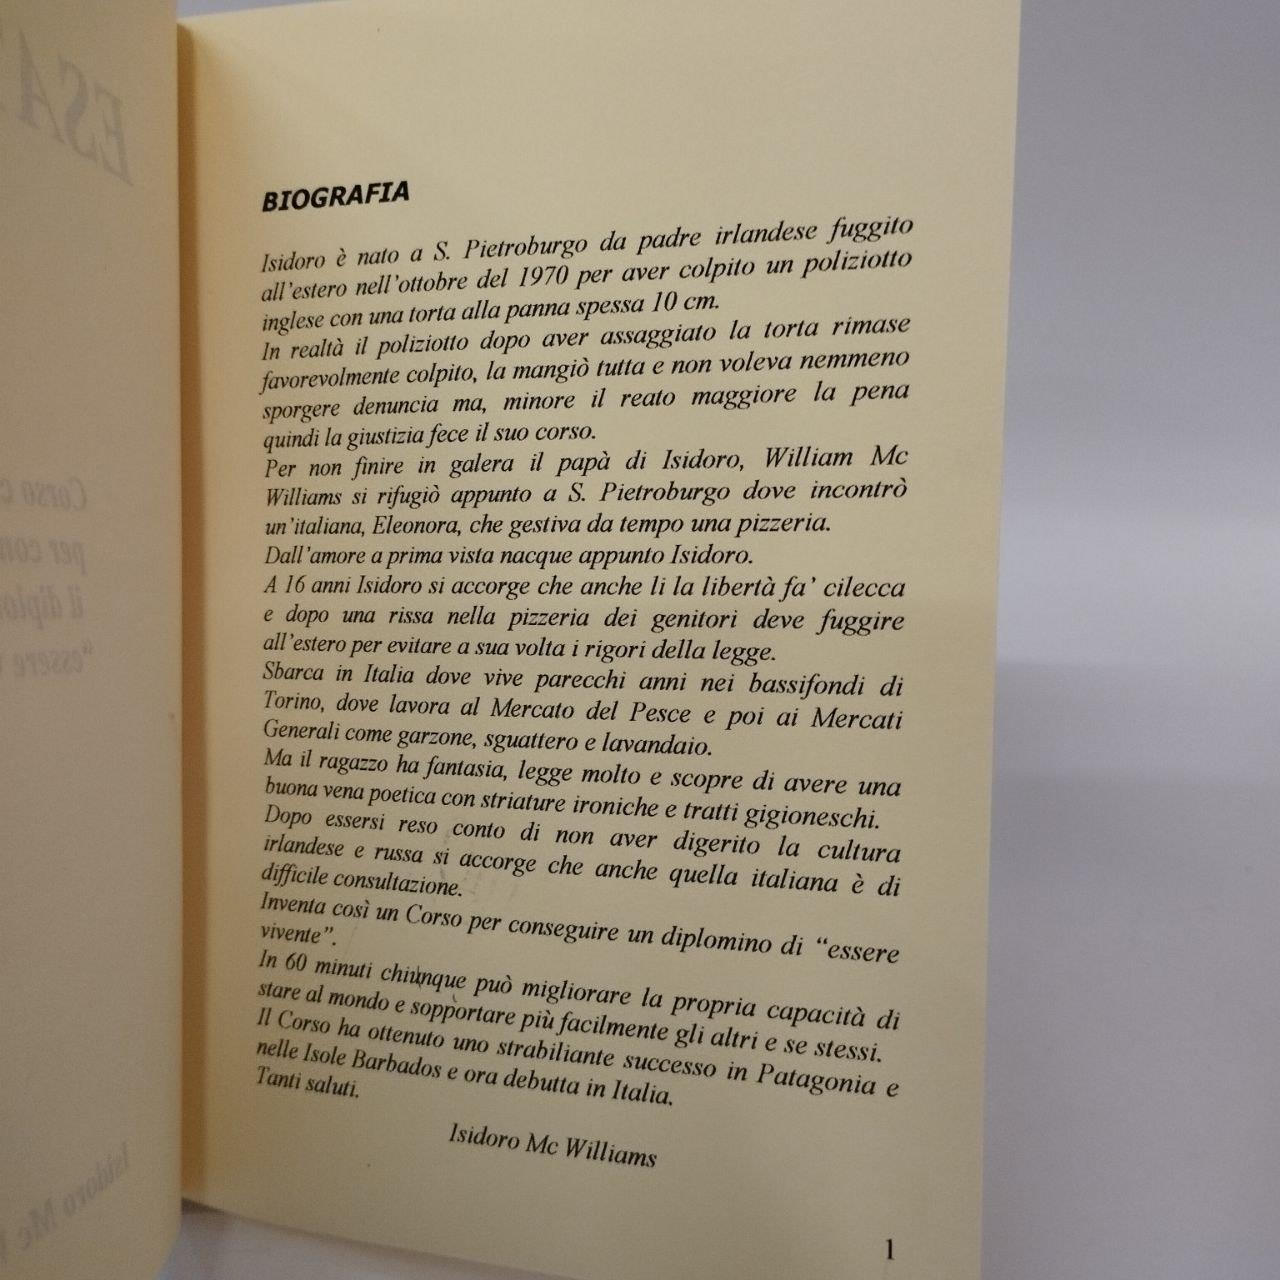 ESA
Corso c
per con
il diplo
"essere
Isidoro Mc
BIOGRAFIA
Isidoro è nato a S. Pietroburgo da padre irlandese fuggito
all'estero nell'ottobre del 1970 per aver colpito un poliziotto
inglese con una torta alla panna spessa 10 cm.
In realtà il poliziotto dopo aver assaggiato la torta rimase
favorevolmente colpito, la mangiò tutta e non voleva nemmeno
sporgere denuncia ma, minore il reato maggiore la pena
quindi la giustizia fece il suo corso.
Per non finire in galera il papà di Isidoro, William Mc
Williams si rifugiò appunto a S. Pietroburgo dove incontrò
un'italiana, Eleonora, che gestiva da tempo una pizzeria.
Dall'amore a prima vista nacque appunto Isidoro.
A 16 anni Isidoro si accorge che anche li la libertà fa' cilecca
e dopo una rissa nella pizzeria dei genitori deve fuggire
all'estero per evitare a sua volta i rigori della legge.
Sbarca in Italia dove vive parecchi anni nei bassifondi di
Torino, dove lavora al Mercato del Pesce e poi ai Mercati
Generali come garzone, sguattero e lavandaio.
Ma il ragazzo ha fantasia, legge molto e scopre di avere una
buona vena poetica con striature ironiche e tratti gigioneschi.
Dopo essersi reso conto di non aver digerito la cultura
irlandese e russa si accorge che anche quella italiana è di
difficile consultazione.
Inventa così un Corso per conseguire un diplomino di "essere
vivente".
In 60 minuti chiunque può migliorare la propria capacità di
stare al mondo e sopportare più facilmente gli altri e se stessi.
Il Corso ha ottenuto uno strabiliante successo in Patagonia e
nelle Isole Barbados e ora debutta in Italia.
Tanti saluti.
Isidoro Mc Williams
1